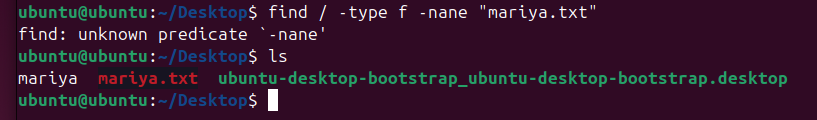 ubuntu@ubuntu:~/Desktop$ find / -type f -nane "mariya.txt"
find: unknown predicate `-nane'
ubuntu@ubuntu:~/Desktop$ ls
mariya  mariya.txt  ubuntu-desktop-bootstrap_ubuntu-desktop-bootstrap.desktop
ubuntu@ubuntu:~/Desktop$